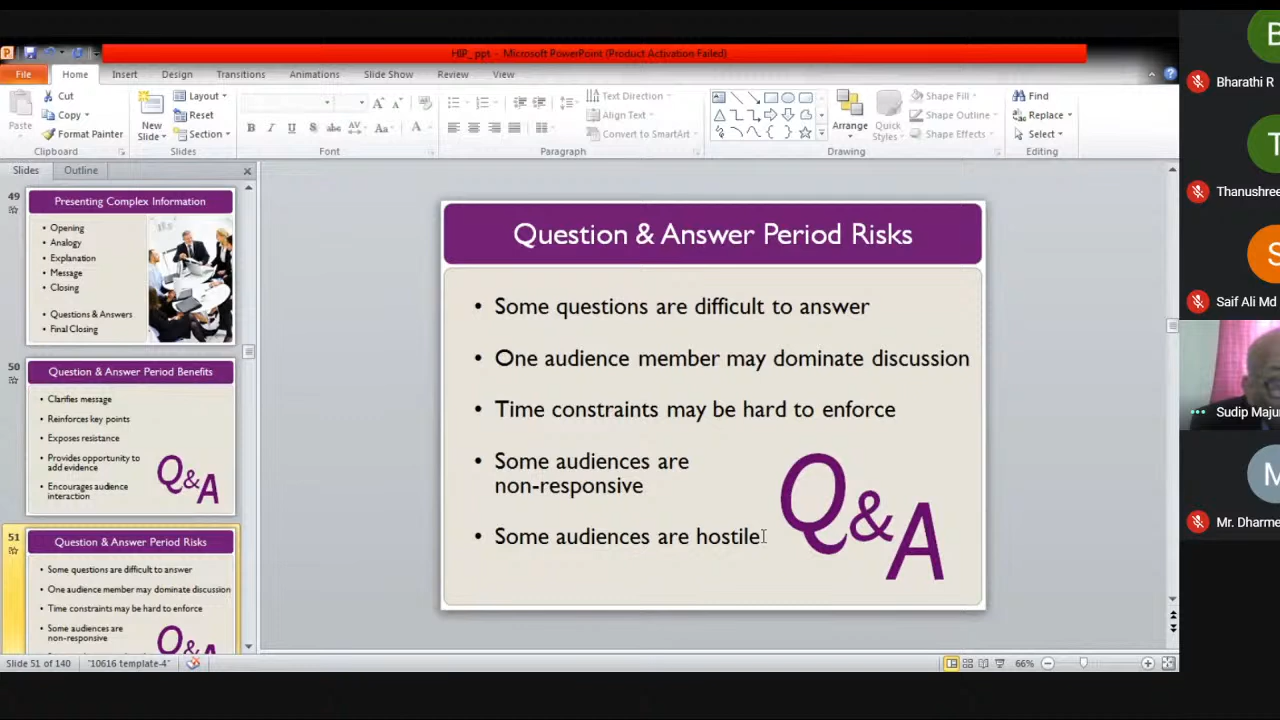 HIP_ ppt - Microsoft PowerPoint (Product Activation Failed)
File Home Insert Design Transitions Animations Slide Show Review View
Paste
Cut
Copy
Format Painter
Clipboard
New
Slide
Layout
Reset
Section
Slides
B I U S abc AV Aa A
Font
Text Direction
Align Text
Convert to SmartArt
Paragraph
Arrange
Quick
Styles
Shape Fill
Shape Outline
Shape Effects
Drawing
Find
Replace
Select
Editing
Slides Outline
49
Presenting Complex Information
• Opening
• Analogy
• Explanation
• Message
• Closing
• Questions & Answers
• Final Closing
50
Question & Answer Period Benefits
• Clarifies message
• Reinforces key points
• Exposes resistance
• Provides opportunity to
add evidence
• Encourages audience
interaction
Q&A
51
Question & Answer Period Risks
• Some questions are difficult to answer
• One audience member may dominate discussion
• Time constraints may be hard to enforce
• Some audiences are
non-responsive
Question & Answer Period Risks
• Some questions are difficult to answer
• One audience member may dominate discussion
• Time constraints may be hard to enforce
• Some audiences are
non-responsive
• Some audiences are hostile
Q&A
B
Bharathi R
T
Thanushree
S
Saif Ali Md
Sudip Majum
M
Mr. Dharme
Slide 51 of 140 "10616 template-4" 66%